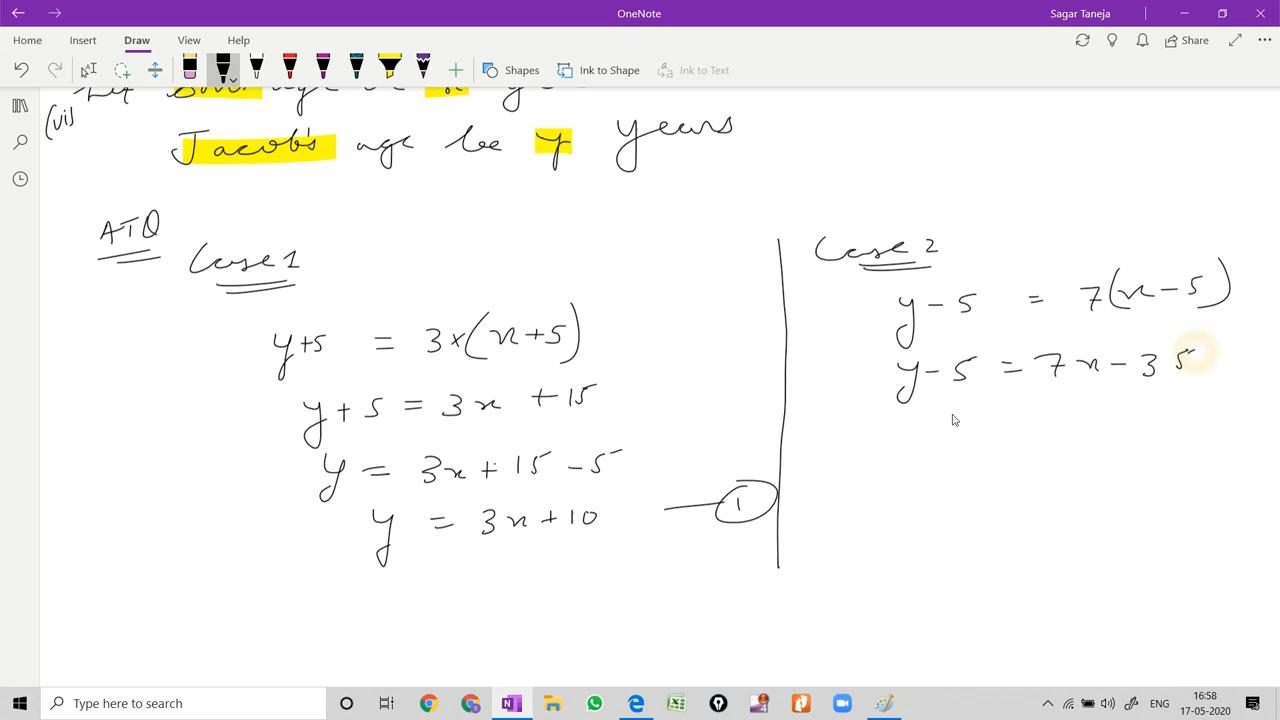 OneNote
Sagar Taneja
Home Insert Draw View Help
Share
Shapes Ink to Shape Ink to Text
age
(vi)
Jacob's age be y years
ATQ
Case 1
y+5 = 3×(x+5)
y+5 = 3x +15
y = 3x+15-5
y = 3x+10 — 1
Case 2
y-5 = 7(x-5)
y-5 = 7x-35
Type here to search
ENG
16:58
17-05-2020